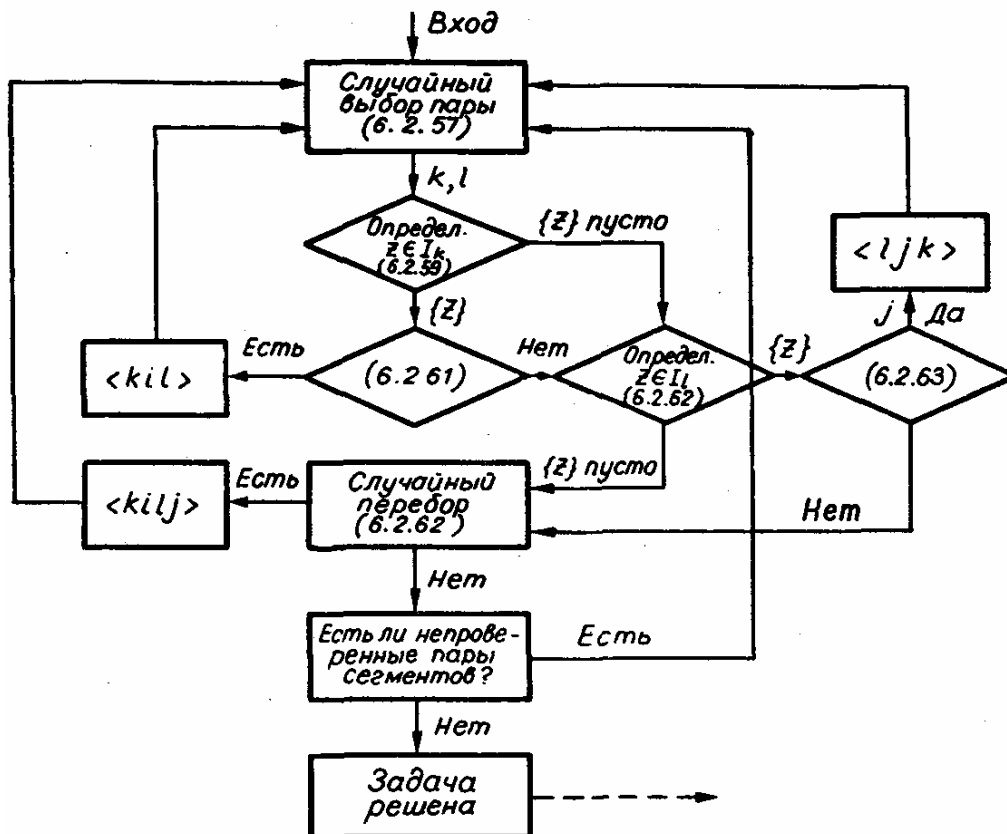 Вход
Случайный
выбор пары
(6.2.57)
k, l
Определ.
z ∈ I_k
(6.2.59)
{z} пусто
<l j k>
{z}
j Да
Есть
<k i l>
(6.2 61)
Нет
Определ.
z ∈ I_l
(6.2.62)
{z}
(6.2.63)
{z} пусто
Есть
<k i l j>
Случайный
перебор
(6.2.62)
Нет
Нет
Есть ли непрове-
ренные пары
сегментов?
Есть
Нет
Задача
решена